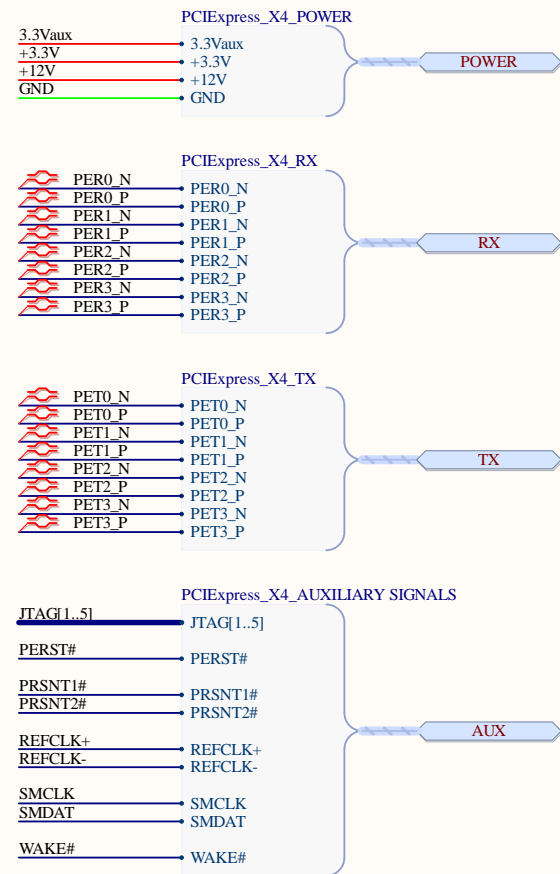 PCIExpress_X4_POWER
3.3Vaux 3.3Vaux
+3.3V +3.3V POWER
+12V +12V
GND GND
PCIExpress_X4_RX
PER0_N PER0_N
PER0_P PER0_P
PER1_N PER1_N
PER1_P PER1_P RX
PER2_N PER2_N
PER2_P PER2_P
PER3_N PER3_N
PER3_P PER3_P
PCIExpress_X4_TX
PET0_N PET0_N
PET0_P PET0_P
PET1_N PET1_N
PET1_P PET1_P TX
PET2_N PET2_N
PET2_P PET2_P
PET3_N PET3_N
PET3_P PET3_P
PCIExpress_X4_AUXILIARY SIGNALS
JTAG[1..5] JTAG[1..5]
PERST# PERST#
PRSNT1# PRSNT1#
PRSNT2# PRSNT2#
AUX
REFCLK+ REFCLK+
REFCLK- REFCLK-
SMCLK SMCLK
SMDAT SMDAT
WAKE# WAKE#